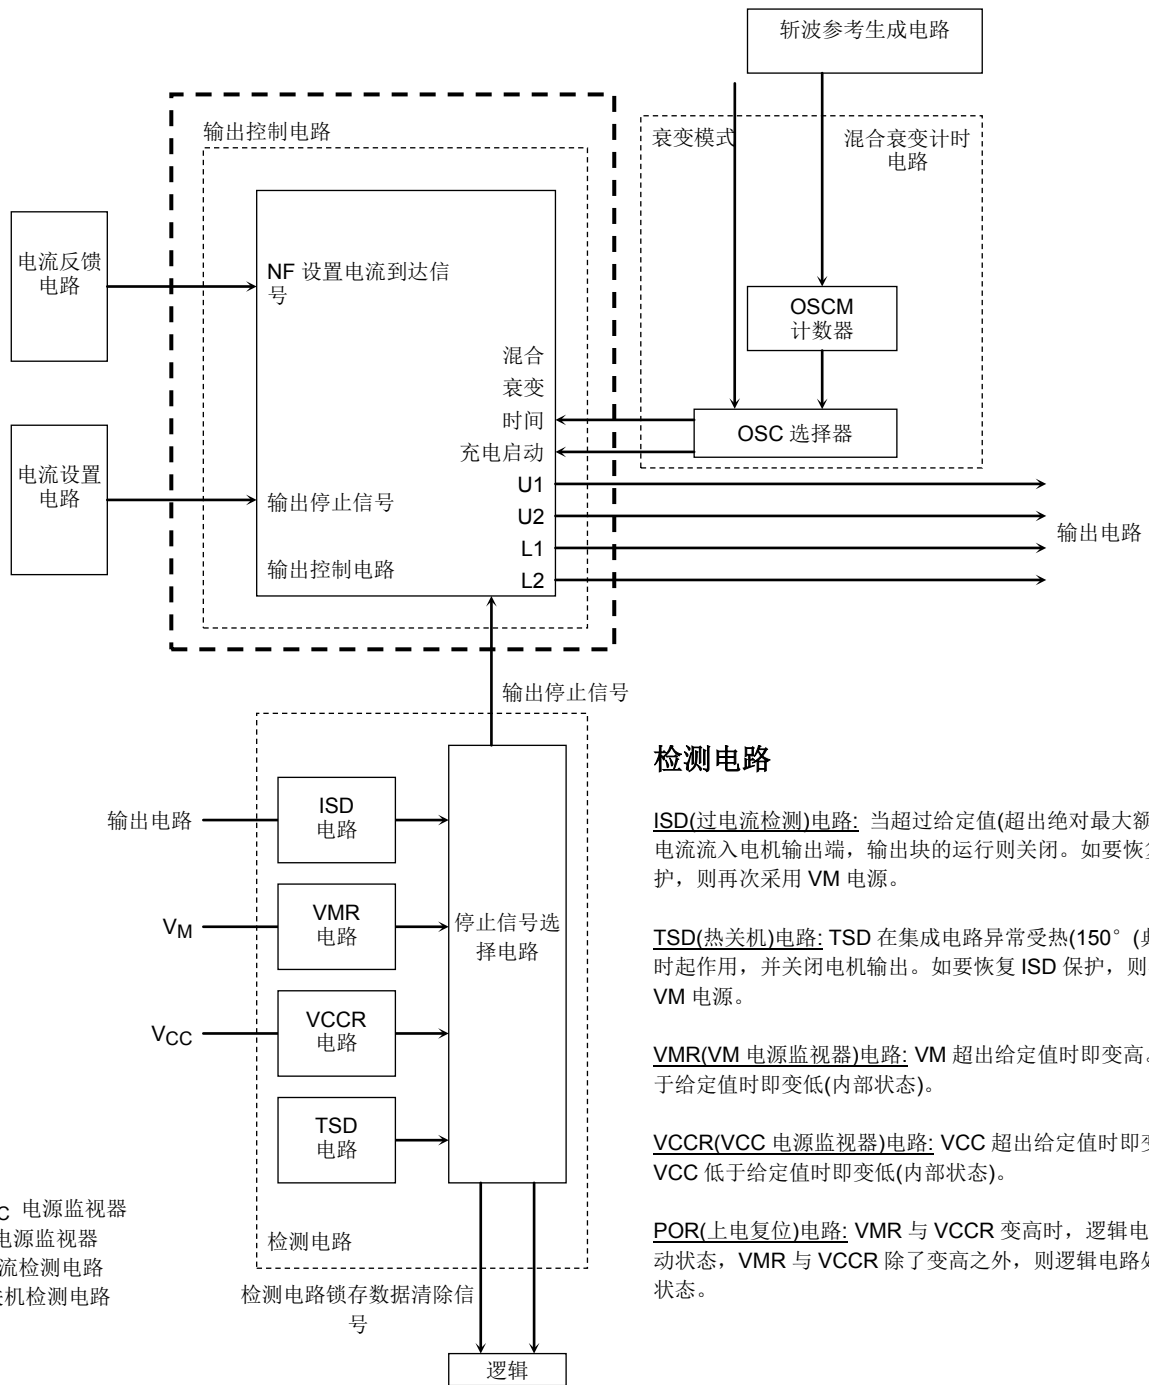 斩波参考生成电路
输出控制电路
衰变模式
混合衰变计时
电路
电流反馈
电路
NF 设置电流到达信
号
OSCM
计数器
混合
衰变
时间
充电启动
OSC 选择器
电流设置
电路
输出停止信号
U1
U2
L1
L2
输出电路
输出控制电路
输出停止信号
检测电路
ISD
电路
输出电路
ISD(过电流检测)电路: 当超过给定值(超出绝对最大额
电流流入电机输出端，输出块的运行则关闭。如要恢
护，则再次采用 VM 电源。
VMR
电路
VM
停止信号选
择电路
TSD(热关机)电路: TSD 在集成电路异常受热(150°(
时起作用，并关闭电机输出。如要恢复 ISD 保护，则
VM 电源。
VCCR
电路
VCC
VMR(VM 电源监视器)电路: VM 超出给定值时即变高。
于给定值时即变低(内部状态)。
TSD
电路
VCCR(VCC 电源监视器)电路: VCC 超出给定值时即
VCC 低于给定值时即变低(内部状态)。
C 电源监视器
电源监视器
流检测电路
机检测电路
检测电路
POR(上电复位)电路: VMR 与 VCCR 变高时，逻辑电
动状态，VMR 与 VCCR 除了变高之外，则逻辑电路
状态。
检测电路锁存数据清除信
号
逻辑